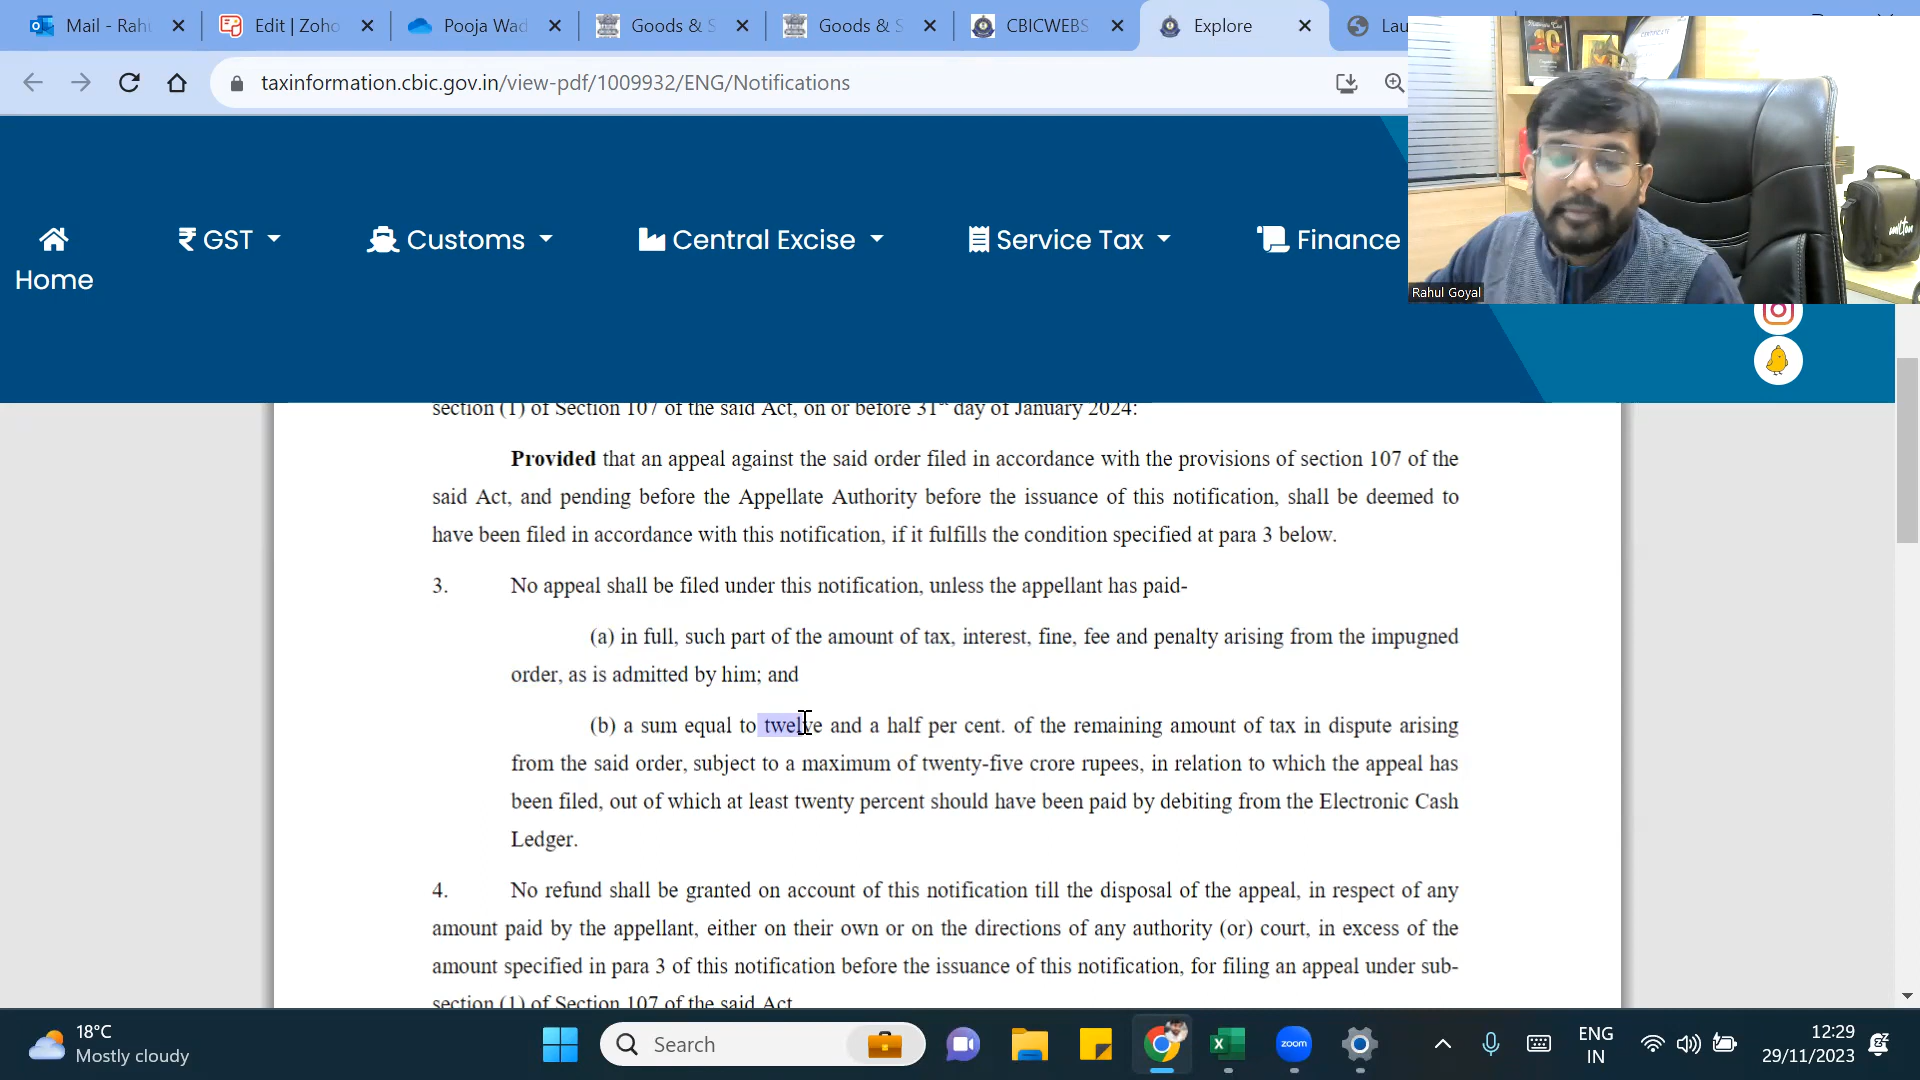 Mail - Rahu
Edit | Zoho
Pooja Wad
Goods & S
Goods & S
CBICWEBS
Explore
Lau
taxinformation.cbic.gov.in/view-pdf/1009932/ENG/Notifications
Home
GST
Customs
Central Excise
Service Tax
Finance
Rahul Goyal
section (1) of Section 107 of the said Act, on or before 31st day of January 2024:
Provided that an appeal against the said order filed in accordance with the provisions of section 107 of the
said Act, and pending before the Appellate Authority before the issuance of this notification, shall be deemed to
have been filed in accordance with this notification, if it fulfills the condition specified at para 3 below.
3. No appeal shall be filed under this notification, unless the appellant has paid-
(a) in full, such part of the amount of tax, interest, fine, fee and penalty arising from the impugned
order, as is admitted by him; and
(b) a sum equal to twelve and a half per cent. of the remaining amount of tax in dispute arising
from the said order, subject to a maximum of twenty-five crore rupees, in relation to which the appeal has
been filed, out of which at least twenty percent should have been paid by debiting from the Electronic Cash
Ledger.
4. No refund shall be granted on account of this notification till the disposal of the appeal, in respect of any
amount paid by the appellant, either on their own or on the directions of any authority (or) court, in excess of the
amount specified in para 3 of this notification before the issuance of this notification, for filing an appeal under sub-
section (1) of Section 107 of the said Act.
18°C
Mostly cloudy
Search
zoom
ENG
IN
12:29
29/11/2023